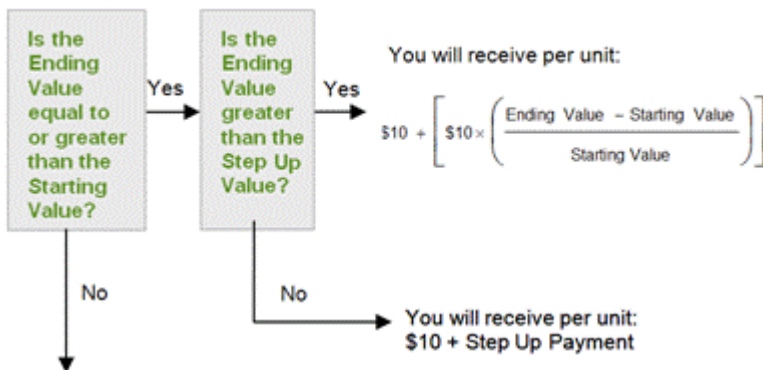 Is the
Ending
Value
equal to
or greater
than the
Starting
Value?
Yes
Is the
Ending
Value
greater
than the
Step Up
Value?
Yes
You will receive per unit:
$10 + [ $10× ( Ending Value – Starting Value
Starting Value ) ]
No
No
You will receive per unit:
$10 + Step Up Payment